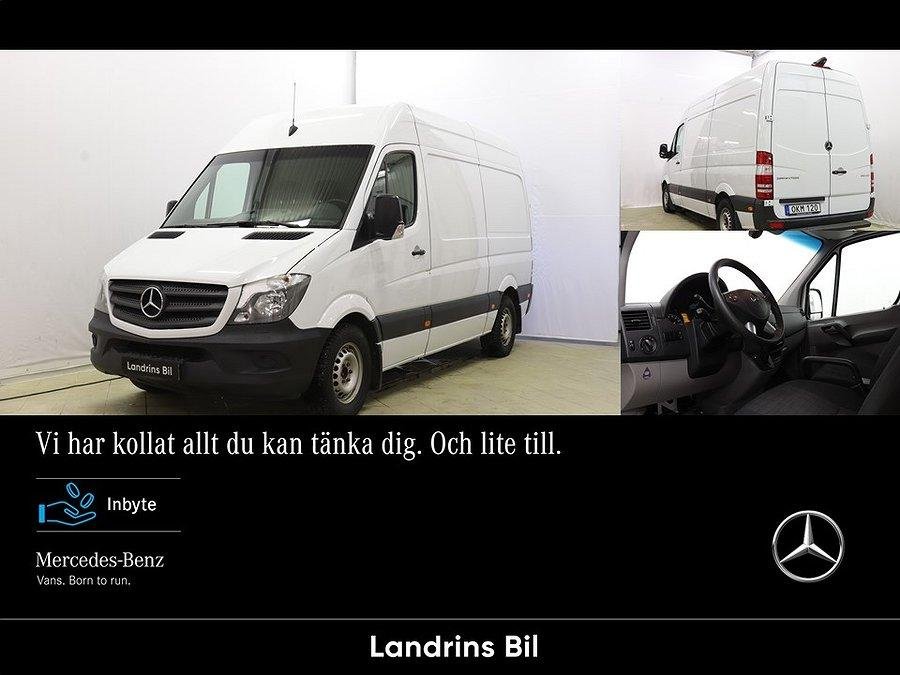 Landrins Bil
OKM 120
Vi har kollat allt du kan tänka dig. Och lite till.
Inbyte
Mercedes-Benz
Vans. Born to run.
Landrins Bil